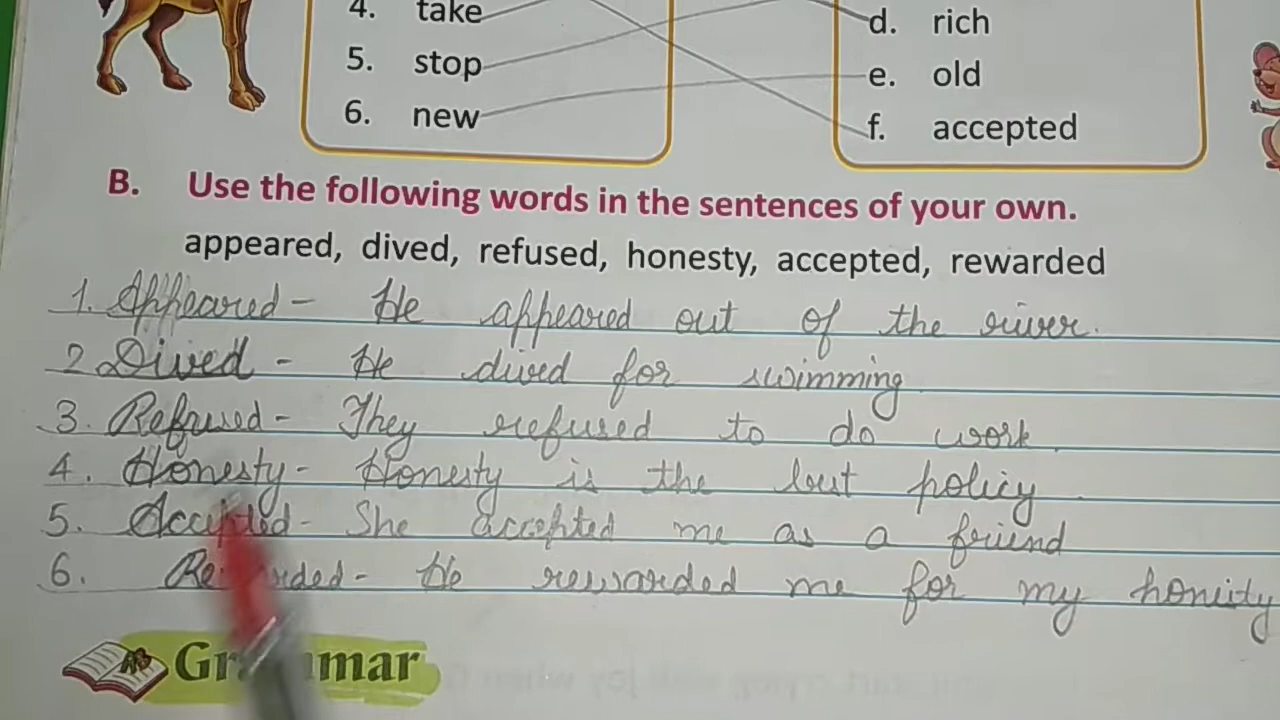 4. take
d. rich
5. stop
e. old
6. new
f. accepted
B. Use the following words in the sentences of your own.
appeared, dived, refused, honesty, accepted, rewarded
1. Appeared - He appeared out of the river.
2 Dived - He dived for swimming
3. Refused - They refused to do work
4. Honesty - Honesty is the best policy.
5. Accepted - She accepted me as a friend
6. Rewarded - He rewarded me for my honesty
Grammar